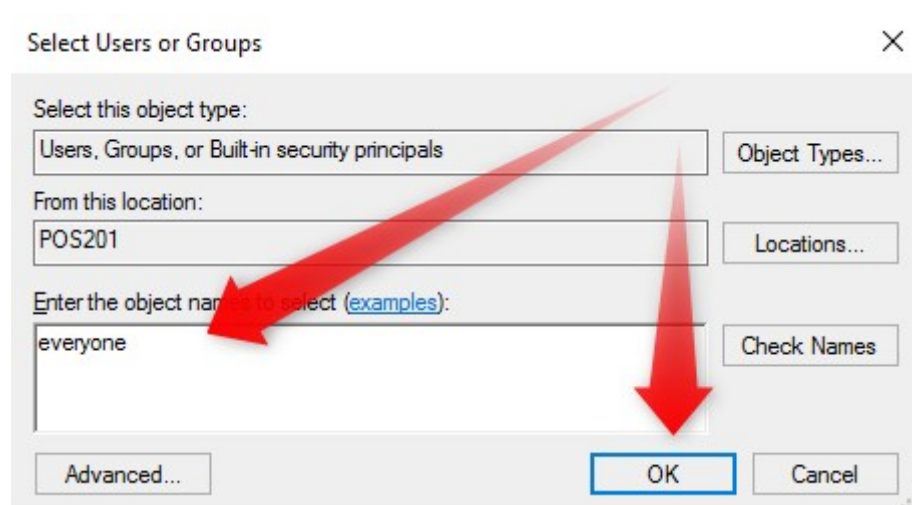 Select Users or Groups
Select this object type:
Users, Groups, or Built-in security principals
Object Types...
From this location:
POS201
Locations...
Enter the object names to select (examples):
everyone
Check Names
Advanced...
OK
Cancel